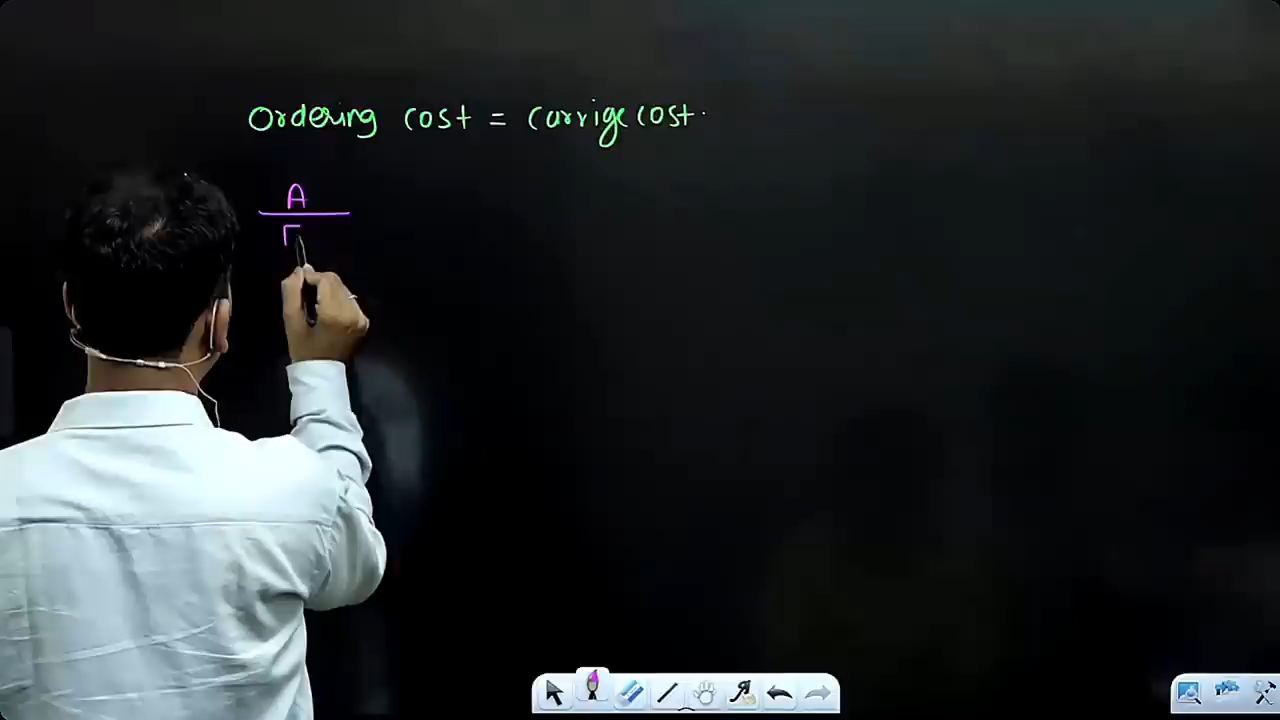 Ordering cost = carrige cost.
A